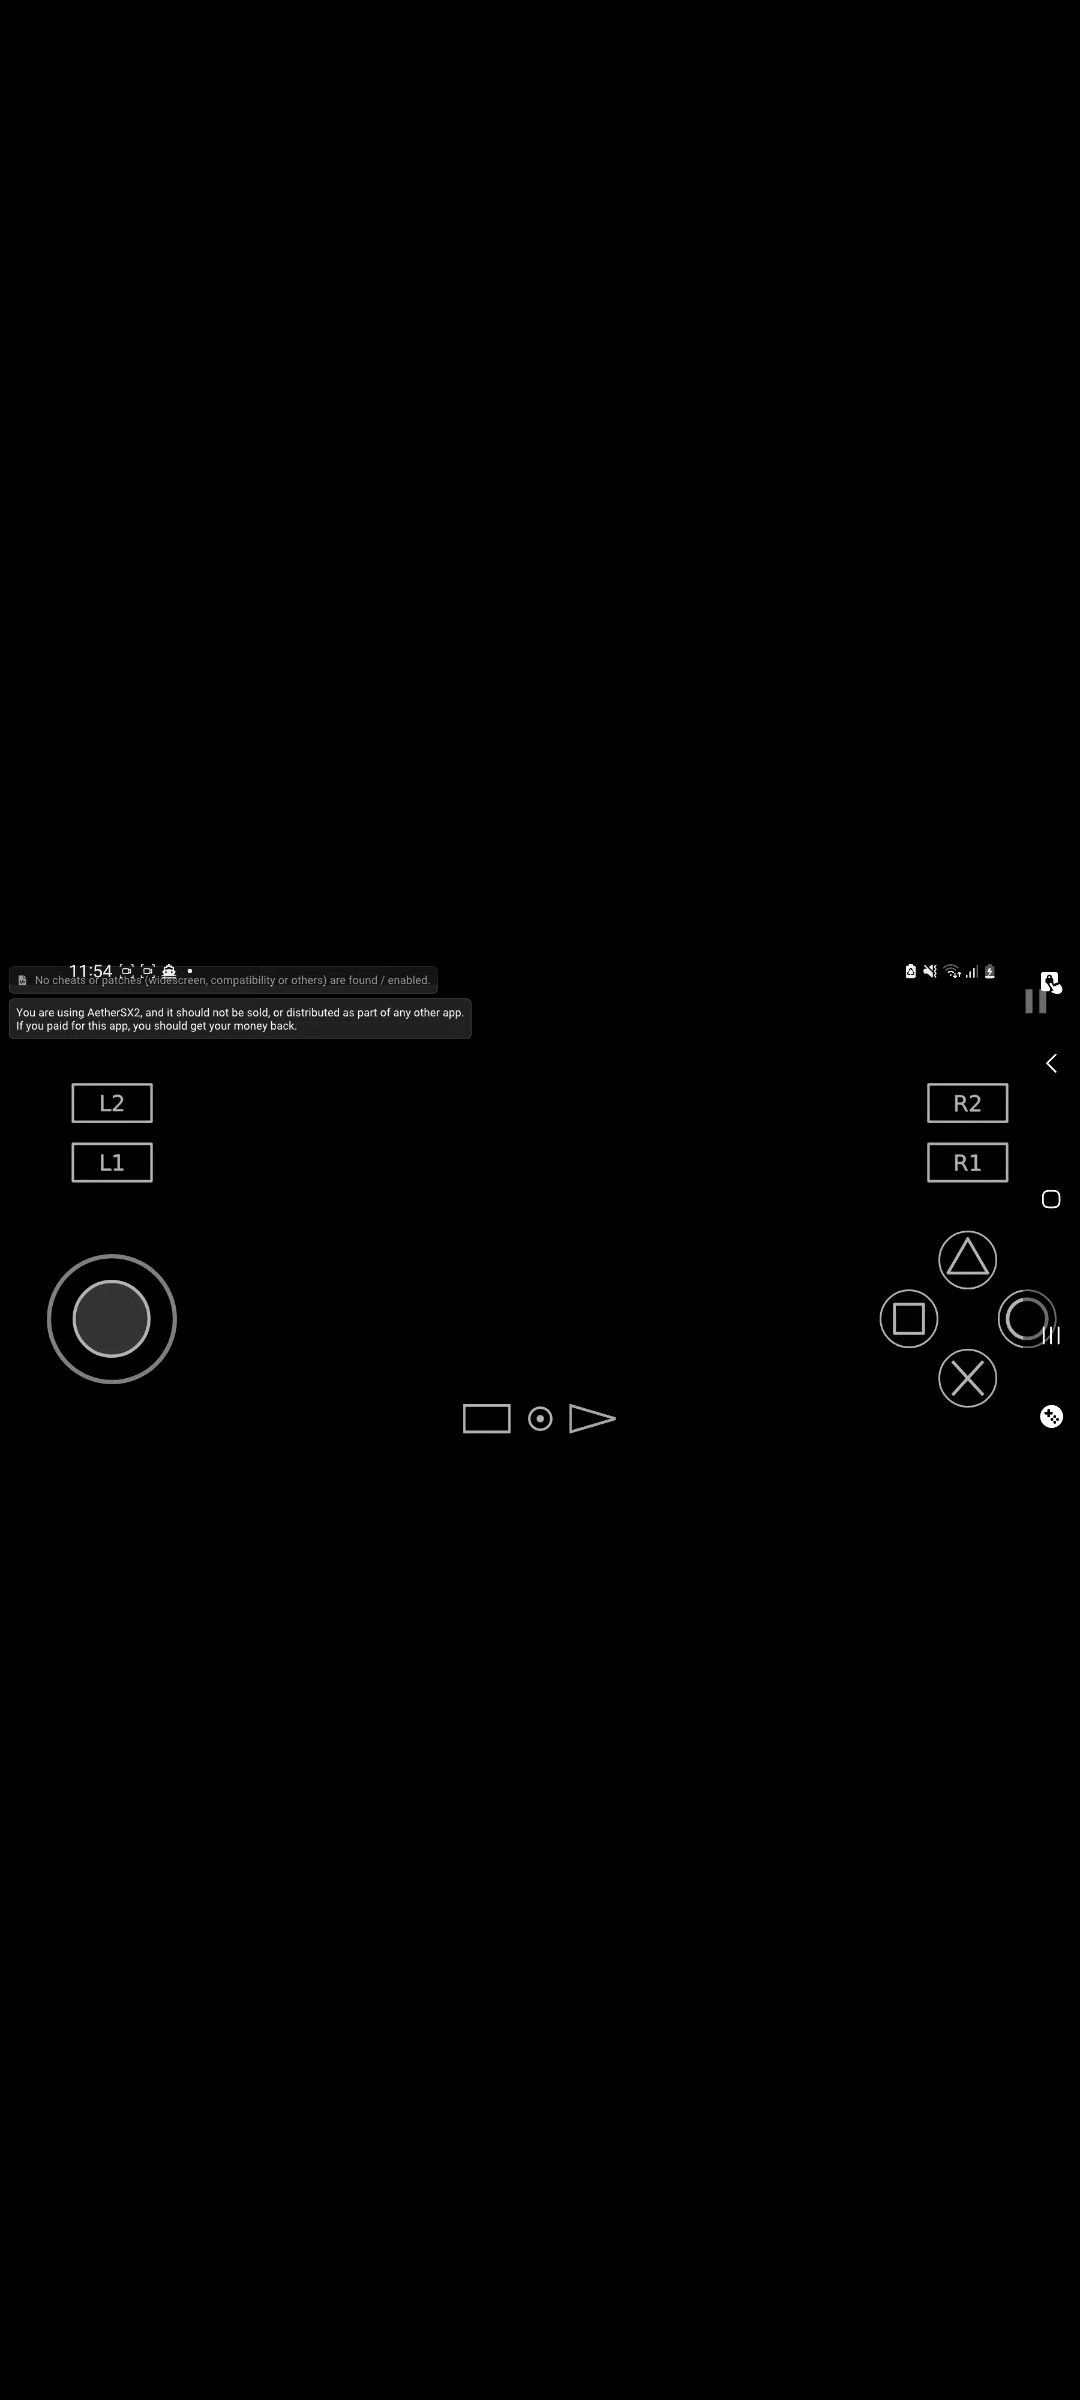 11:54
No cheats or patches (widescreen, compatibility or others) are found / enabled.
You are using AetherSX2, and it should not be sold, or distributed as part of any other app.
If you paid for this app, you should get your money back.
L2
R2
L1
R1